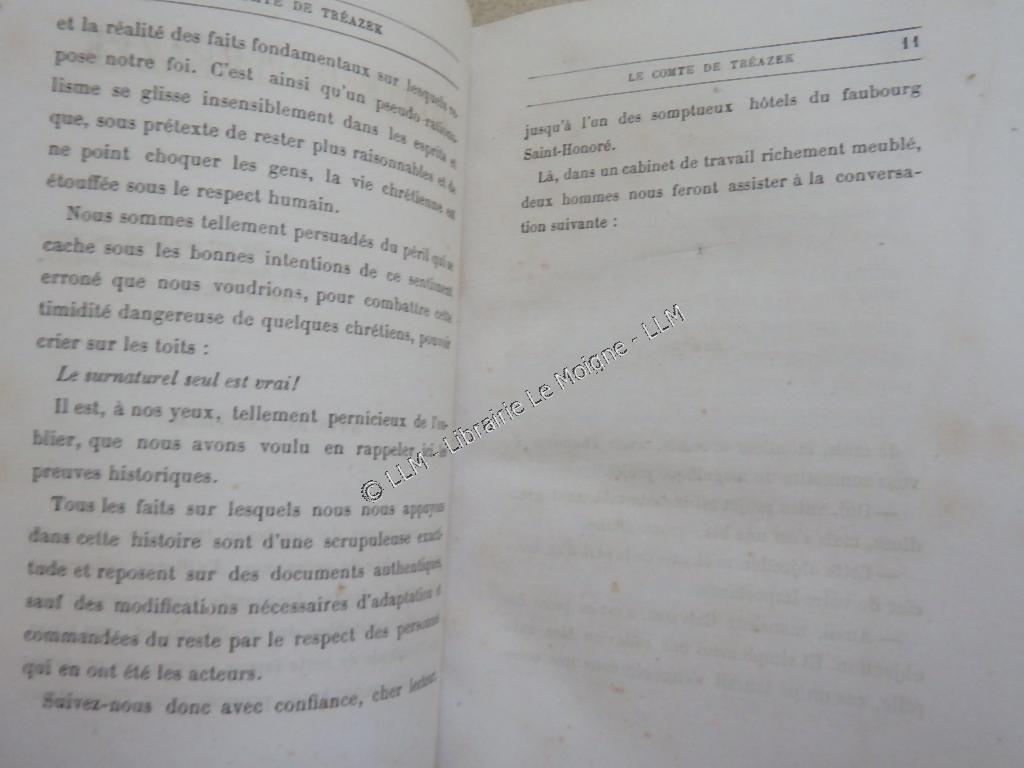 TE DE TRÉAZEK
et la réalité des faits fondamentaux sur lesquels re-
pose notre foi. C'est ainsi qu'un pseudo-rationa-
lisme se glisse insensiblement dans les esprits et
que, sous prétexte de rester plus raisonnables et de
ne point choquer les gens, la vie chrétienne est
étouffée sous le respect humain.
Nous sommes tellement persuadés du péril qui se
cache sous les bonnes intentions de ce sentiment
erroné que nous voudrions, pour combattre cette
timidité dangereuse de quelques chrétiens, pouvoir
crier sur les toits :
Le surnaturel seul est vrai!
Il est, à nos yeux, tellement pernicieux de l'ou-
blier, que nous avons voulu en rappeler ici
preuves historiques.
Tous les faits sur lesquels nous nous appuyons
dans cette histoire sont d'une scrupuleuse exacti-
tude et reposent sur des documents authentiques,
sauf des modifications nécessaires d'adaptation et
commandées du reste par le respect des personnes
qui en ont été les acteurs.
Suivez-nous donc avec confiance, cher lecteur,
LE COMTE DE TRÉAZEK 11
jusqu'à l'un des somptueux hôtels du faubourg
Saint-Honoré.
Là, dans un cabinet de travail richement meublé,
deux hommes nous feront assister à la conversa-
tion suivante :
© LLM - Librairie Le Moigne - LLM